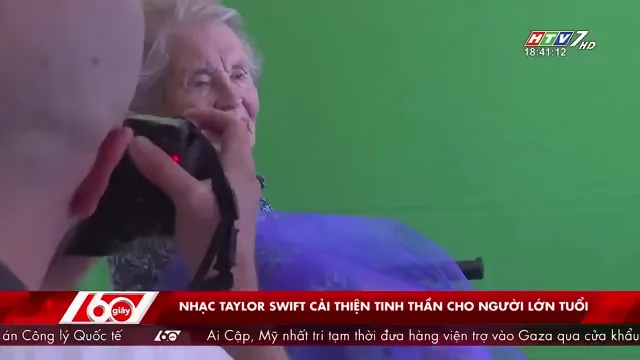 HTV7 HD
18:41:12
60 giây
NHẠC TAYLOR SWIFT CẢI THIỆN TINH THẦN CHO NGƯỜI LỚN TUỔI
án Công lý Quốc tế
Ai Cập, Mỹ nhất trí tạm thời đưa hàng viện trợ vào Gaza qua cửa khẩu